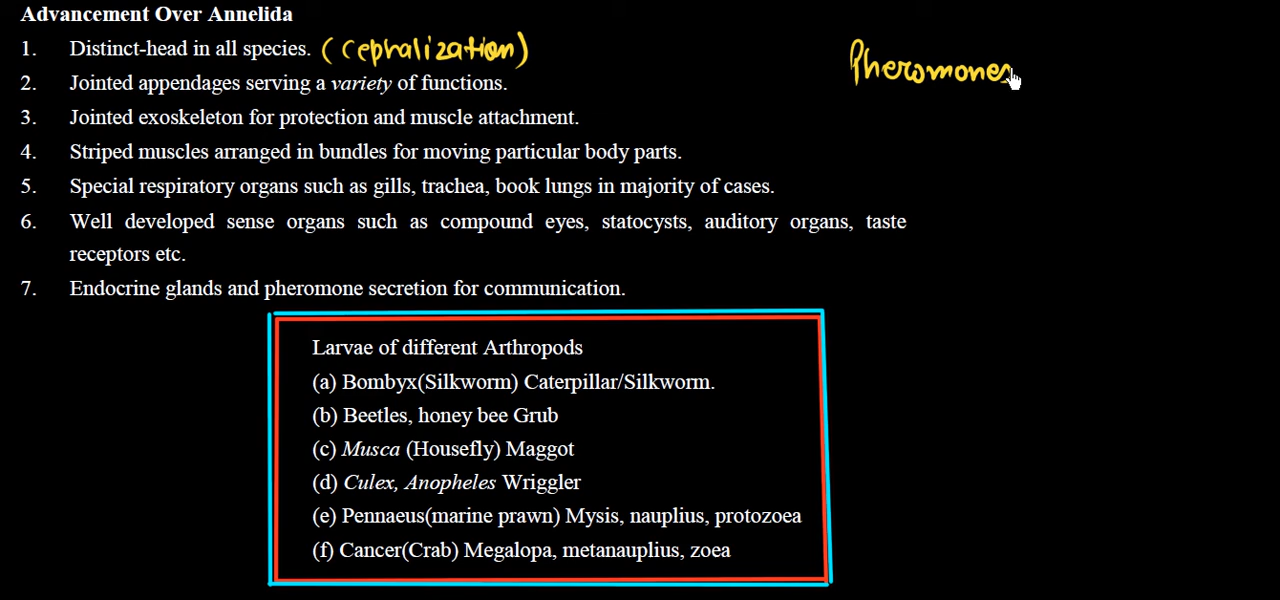 Advancement Over Annelida
1. Distinct-head in all species. (Cephalization)
Pheromones
2. Jointed appendages serving a variety of functions.
3. Jointed exoskeleton for protection and muscle attachment.
4. Striped muscles arranged in bundles for moving particular body parts.
5. Special respiratory organs such as gills, trachea, book lungs in majority of cases.
6. Well developed sense organs such as compound eyes, statocysts, auditory organs, taste
receptors etc.
7. Endocrine glands and pheromone secretion for communication.
Larvae of different Arthropods
(a) Bombyx(Silkworm) Caterpillar/Silkworm.
(b) Beetles, honey bee Grub
(c) Musca (Housefly) Maggot
(d) Culex, Anopheles Wriggler
(e) Pennaeus(marine prawn) Mysis, nauplius, protozoea
(f) Cancer(Crab) Megalopa, metanauplius, zoea